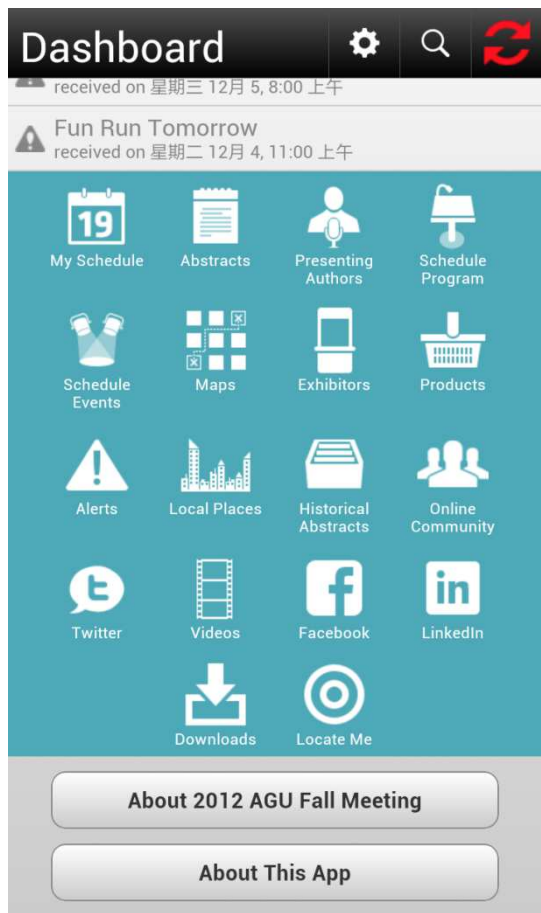 Dashboard
received on 星期三 12月 5, 8:00 上午
Fun Run Tomorrow
received on 星期二 12月 4, 11:00 上午
19
My Schedule
Abstracts
Presenting
Authors
Schedule
Program
Schedule
Events
Maps
Exhibitors
Products
Alerts
Local Places
Historical
Abstracts
Online
Community
Twitter
Videos
Facebook
in
LinkedIn
Downloads
Locate Me
About 2012 AGU Fall Meeting
About This App